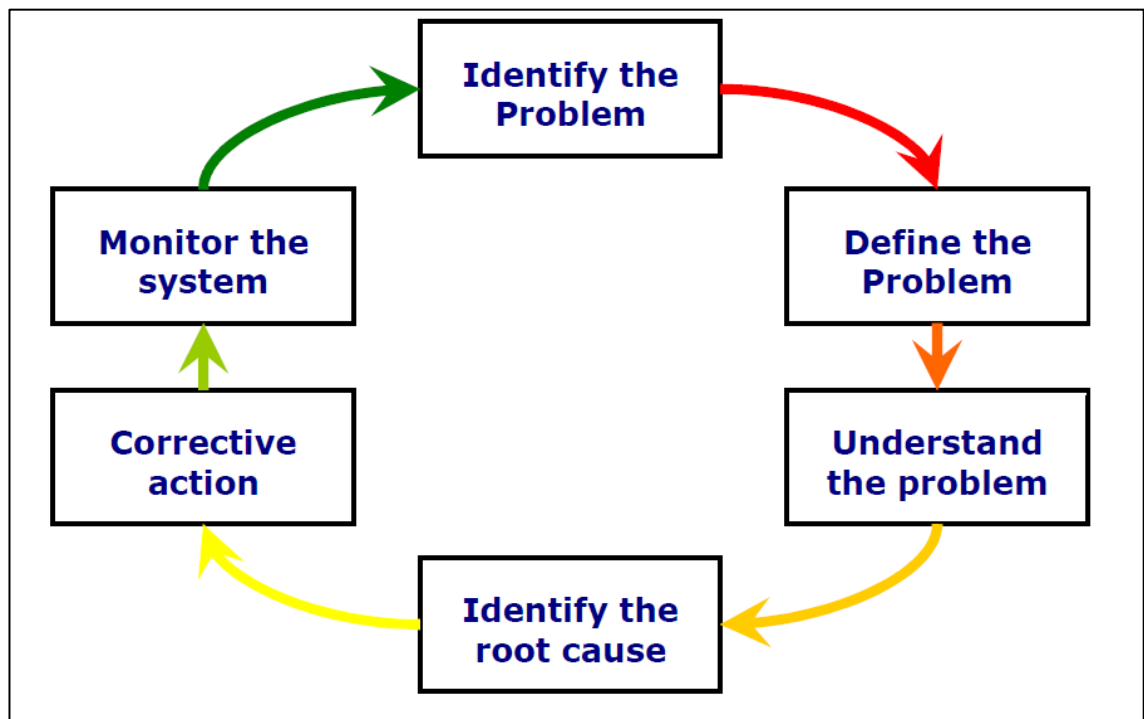 Identify the
Problem
Define the
Problem
Understand
the problem
Identify the
root cause
Corrective
action
Monitor the
system